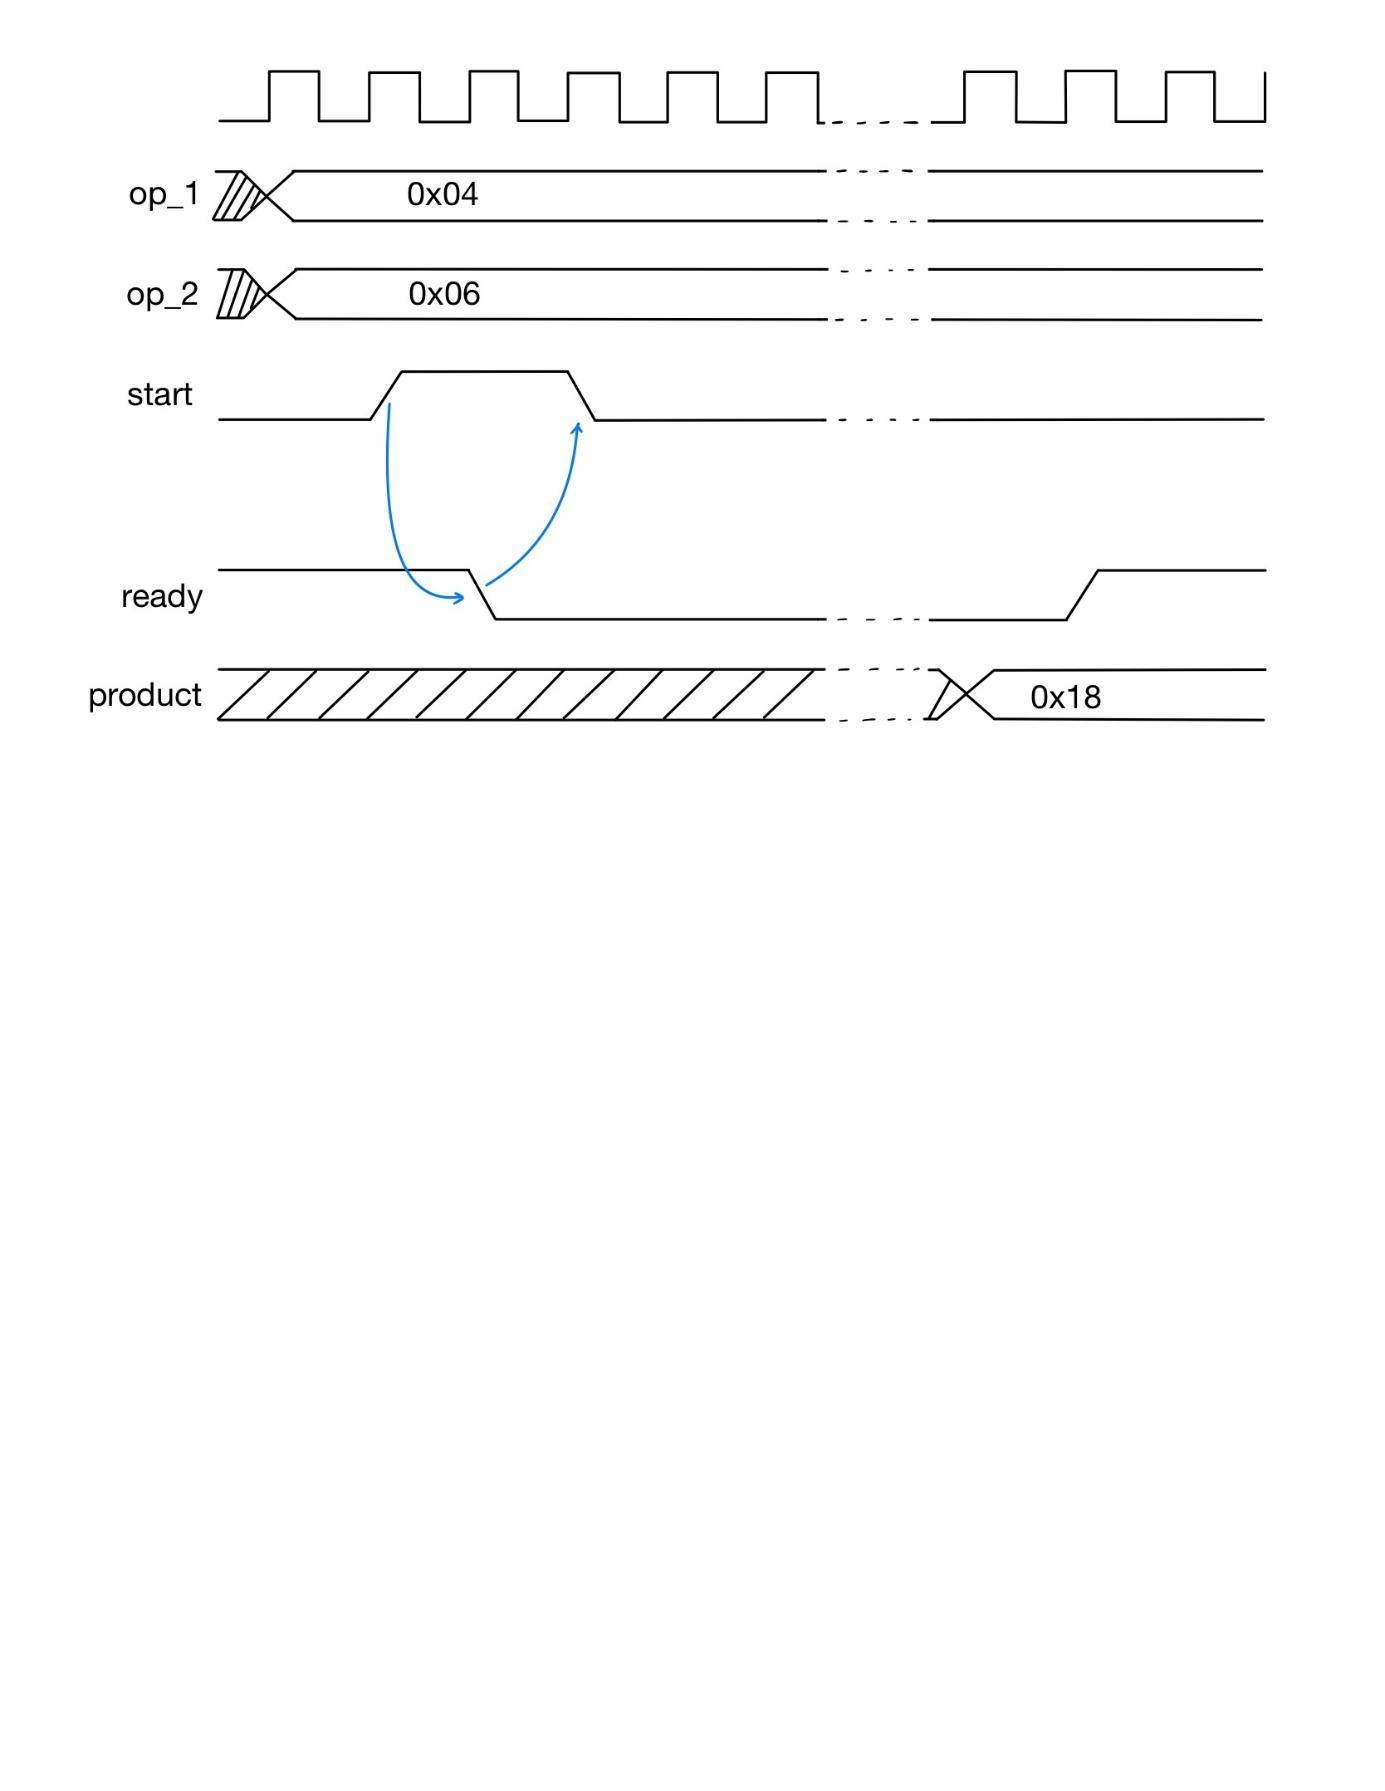 op_1 0x04
op_2 0x06
start
ready
product 0x18